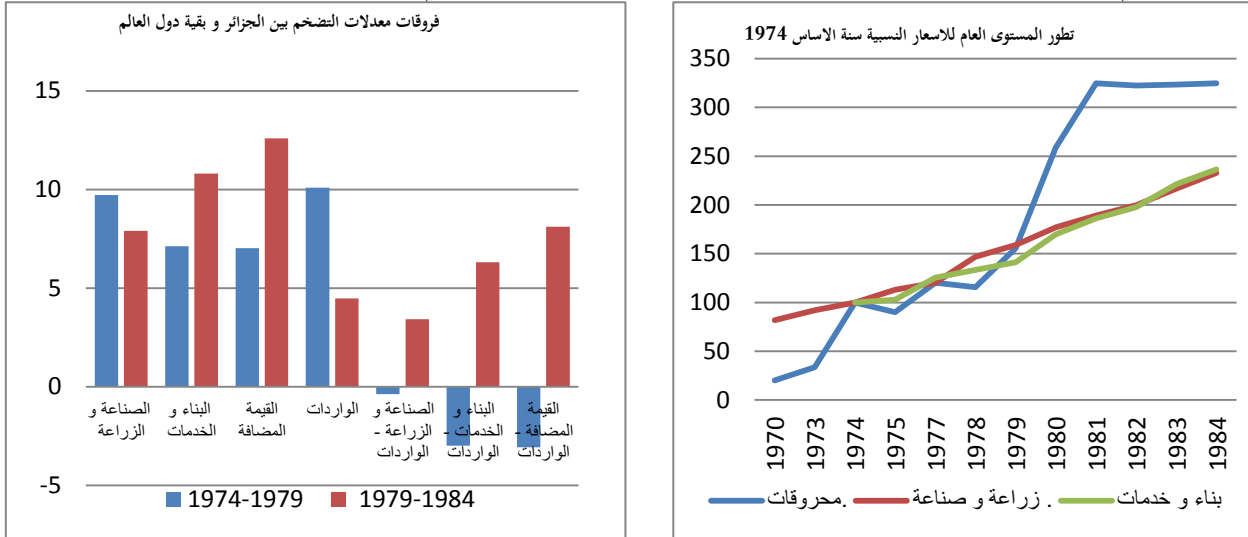 فروقات معدلات التضخم بين الجزائر و بقية دول العالم
15
10
5
0
-5
الصناعة و
الزراعة
البناء و
الخدمات
القيمة
المضافة
الواردات
الصناعة و
الزراعة -
الواردات
البناء و
الخدمات -
الواردات
القيمة
المضافة -
الواردات
1974-1979 1979-1984
تطور المستوى العام للاسعار النسبية سنة الاساس 1974
350
300
250
200
150
100
50
0
1970
1973
1974
1975
1977
1978
1979
1980
1981
1982
1983
1984
محروقات. زراعة و صناعة . بناء و خدمات